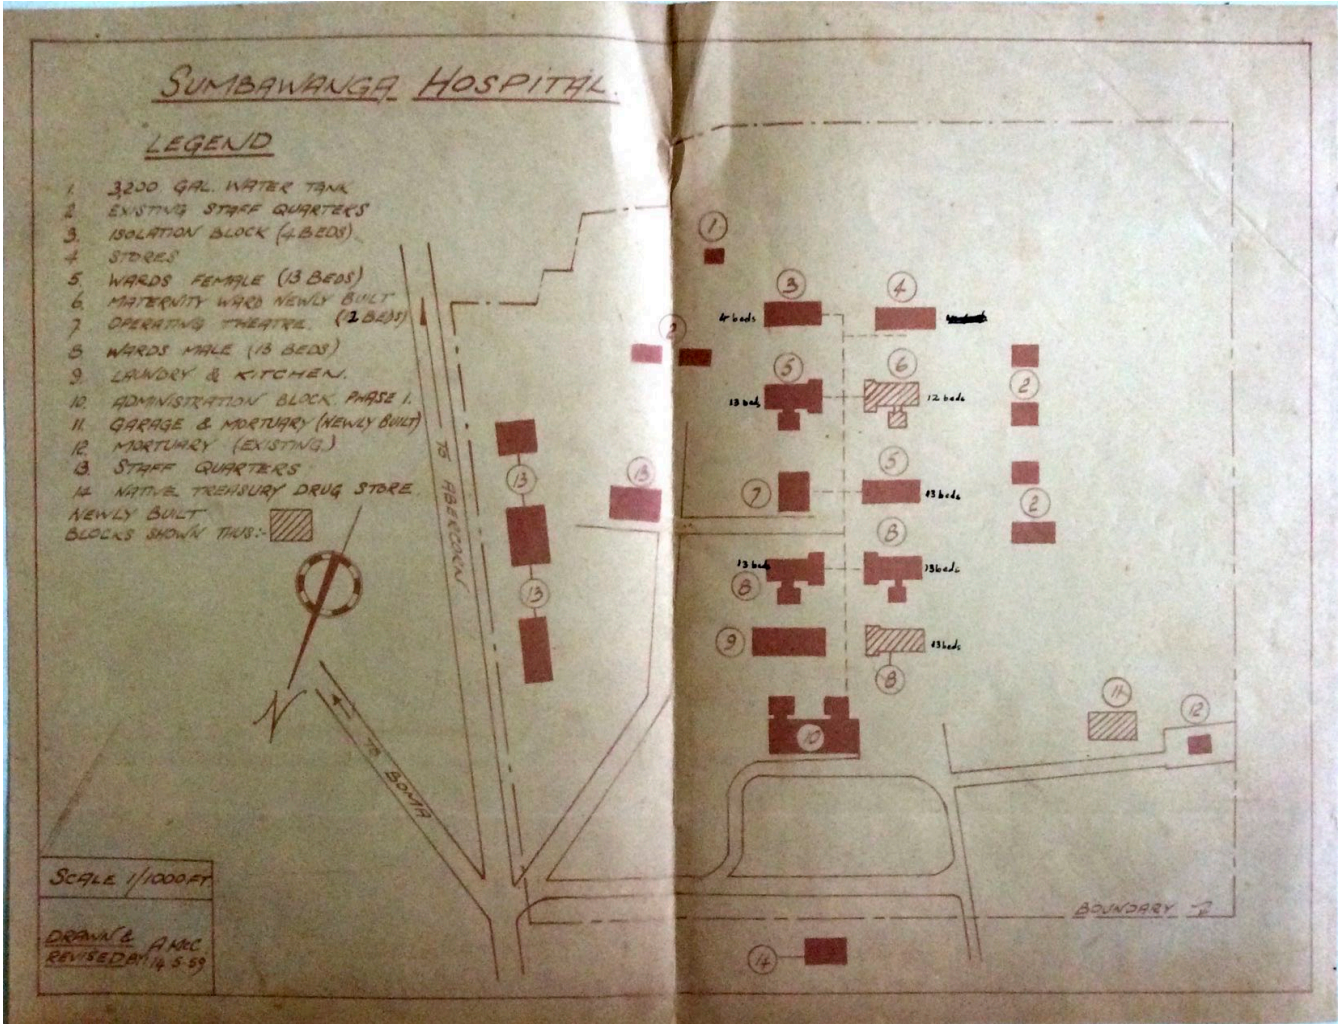 SUMBAWANGA HOSPITAL.
LEGEND
1. 3,200 GAL. WATER TANK
2 EXISTING STAFF QUARTERS
3. ISOLATION BLOCK (4 BEDS)
4 STORES
5. WARDS FEMALE (13 BEDS)
6. MATERNITY WARD NEWLY BUILT
(12 BEDS)
7. OPERATING THEATRE.
8. WARDS MALE (13 BEDS)
9. LAUNDRY & KITCHEN.
10. ADMINISTRATION BLOCK PHASE 1.
11. GARAGE & MORTUARY (NEWLY BUILT)
12. MORTUARY (EXISTING)
13 STAFF QUARTERS
14 NATIVE TREASURY DRUG STORE.
NEWLY BUILT
BLOCKS SHOWN THUS:-
1
3
4
4 beds
2
5
6
13 beds
12 beds
2
TO ABERCORN
13
13
7
5
13 beds
2
8
13 beds
8
13 beds
13
9
13 beds
8
N
10
11
12
TO BOMA
SCALE 1/1000 FT
BOUNDARY
DRAWN &
REVISED BY A McC.
14-5-59
14